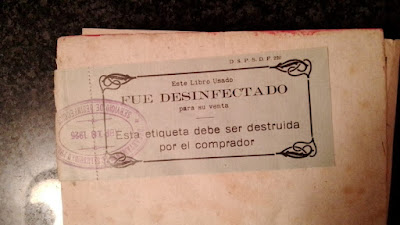 Este Libro Usado
FUE DESINFECTADO
para su venta
Esta etiqueta debe ser destruida
por el comprador